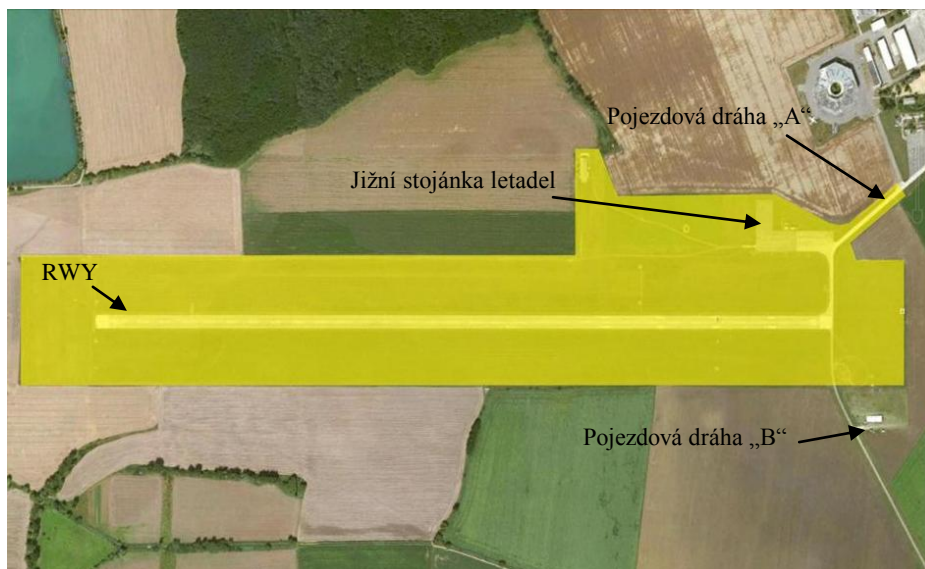 Pojezdová dráha „A“
Jižní stojánka letadel
RWY
Pojezdová dráha „B“